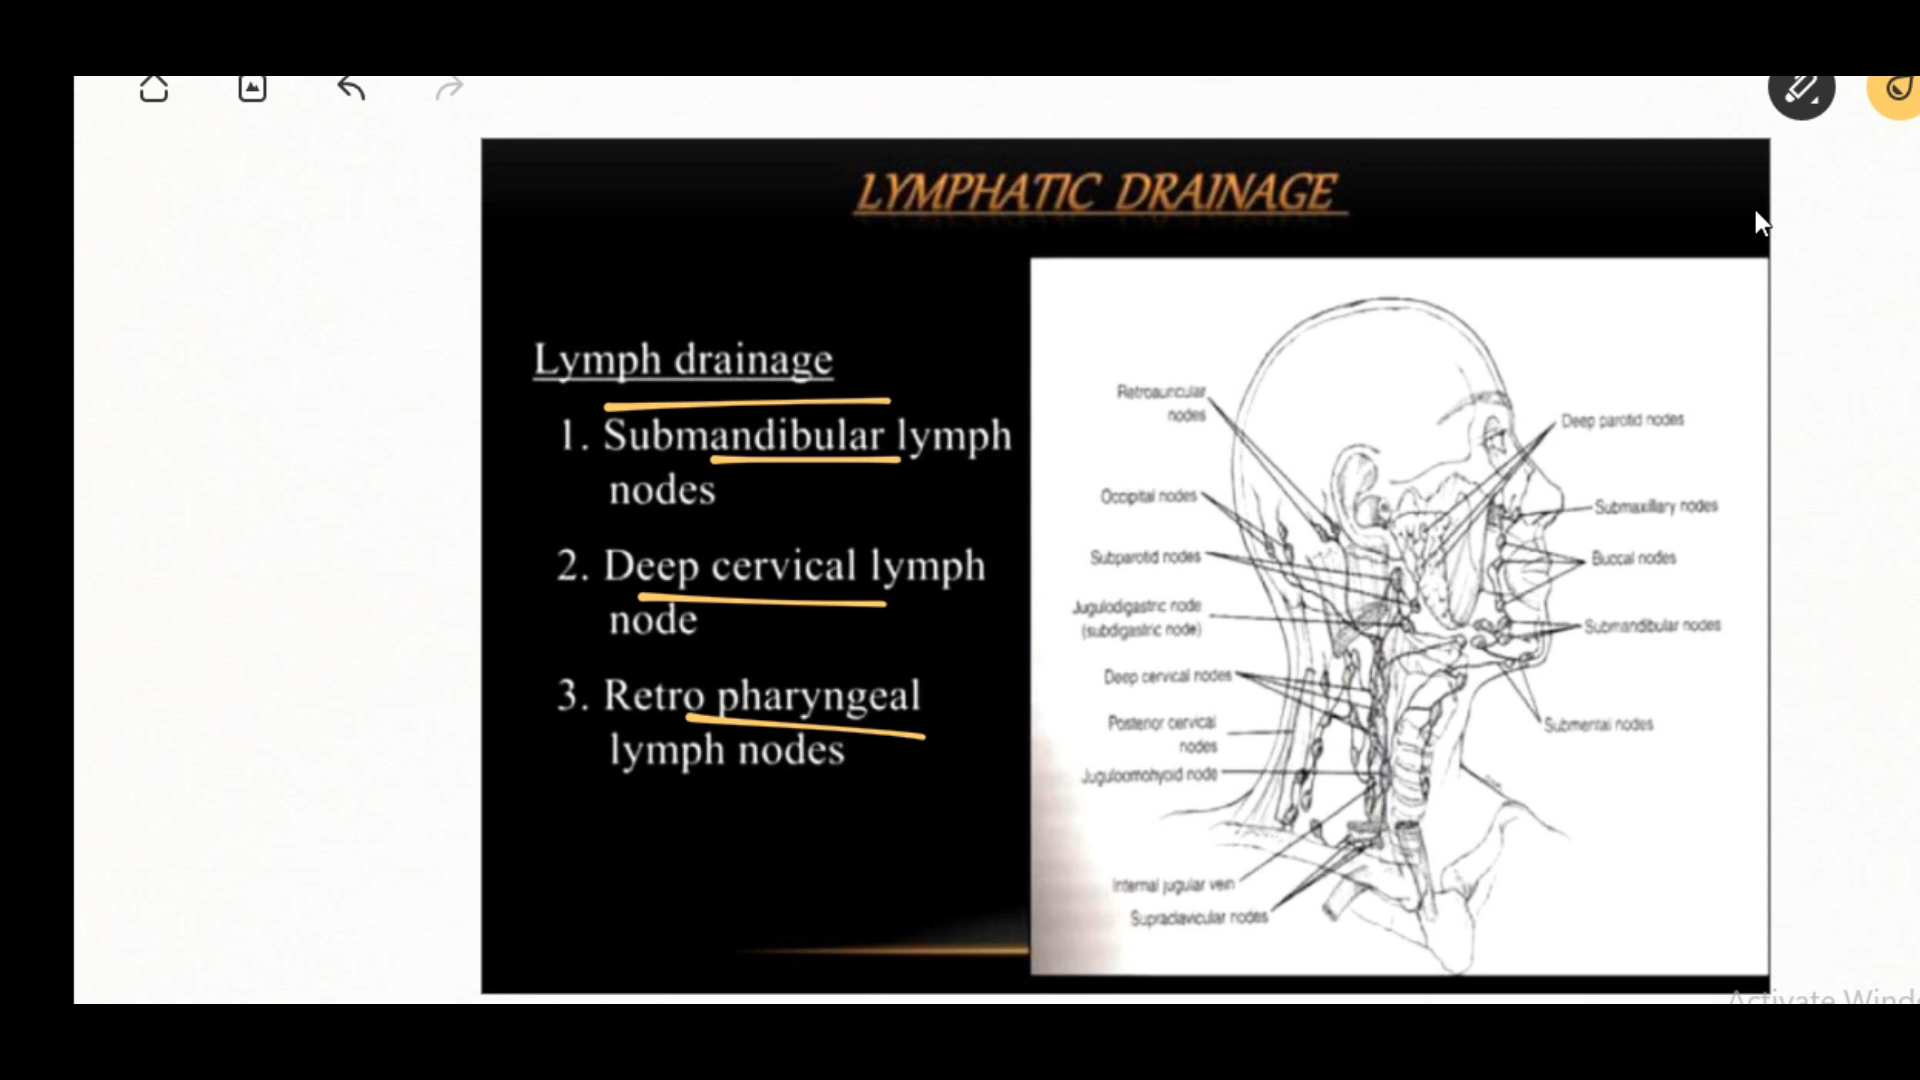 LYMPHATIC DRAINAGE
Lymph drainage
1. Submandibular lymph
nodes
2. Deep cervical lymph
node
3. Retro pharyngeal
lymph nodes
Retroauricular
nodes
Occipital nodes
Subparotid nodes
Jugulodigastric node
(subdigastric node)
Deep cervical nodes
Posterior cervical
nodes
Juguloomohyoid node
Internal jugular vein
Supraclavicular nodes
Deep parotid nodes
Submaxillary nodes
Buccal nodes
Submandibular nodes
Submental nodes
Activate Wind